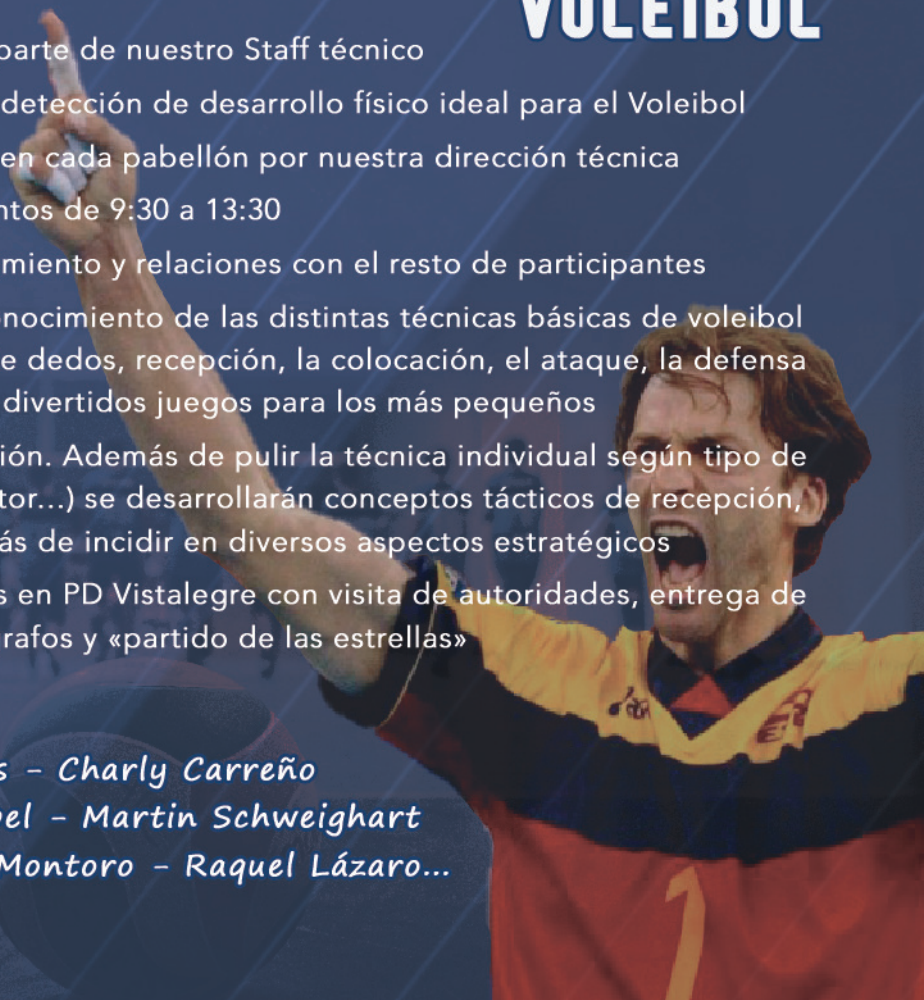 VOLEIBOL
parte de nuestro Staff técnico
detección de desarrollo físico ideal para el Voleibol
en cada pabellón por nuestra dirección técnica
ntos de 9:30 a 13:30
miento y relaciones con el resto de participantes
onocimiento de las distintas técnicas básicas de voleibol
e dedos, recepción, la colocación, el ataque, la defensa
divertidos juegos para los más pequeños
ión. Además de pulir la técnica individual según tipo de
tor...) se desarrollarán conceptos tácticos de recepción,
ás de incidir en diversos aspectos estratégicos
s en PD Vistalegre con visita de autoridades, entrega de
rafos y «partido de las estrellas»
s - Charly Carreño
el - Martin Schweighart
Montoro - Raquel Lázaro...
1